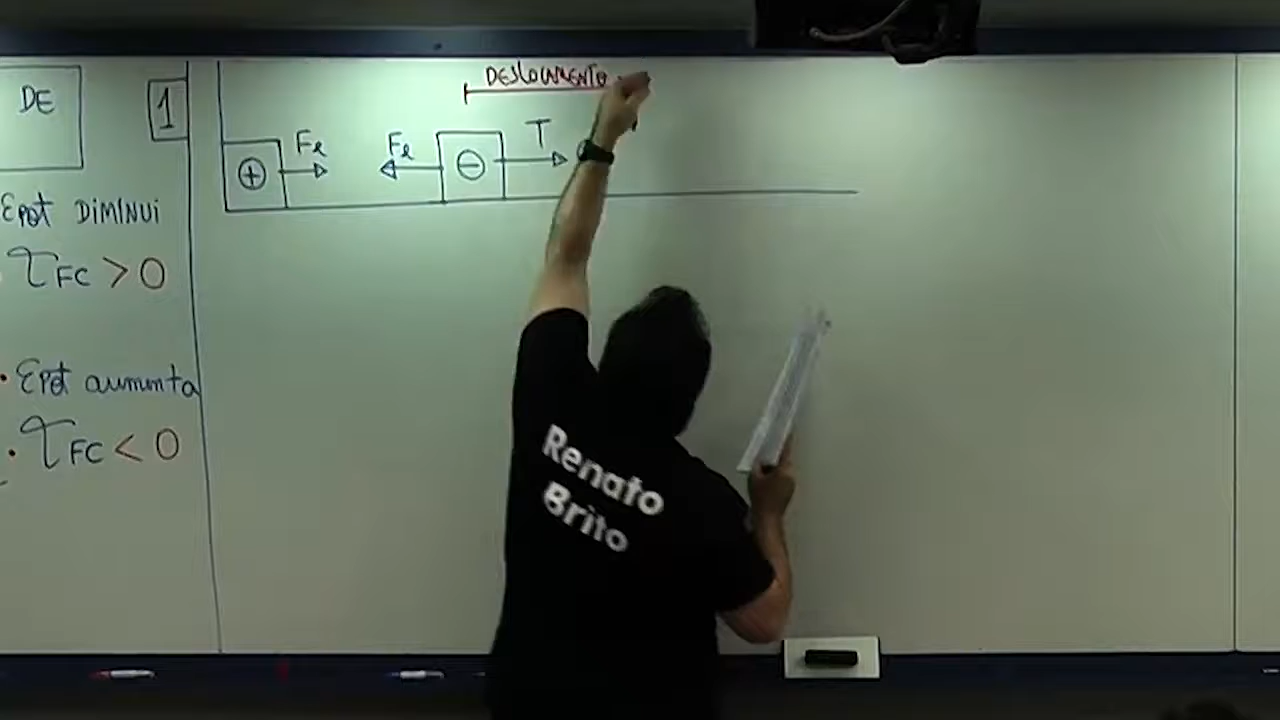 DE
Epot DIMINUI
τFC > 0
• Epot aumenta
• τFC < 0
1
DESLOCAMENTO
+ Fe Fe − T
Renato
Brito